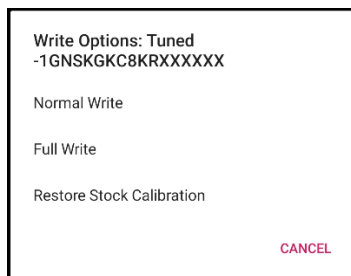 Write Options: Tuned
-1GNSKGKC8KRXXXXXX
Normal Write
Full Write
Restore Stock Calibration
CANCEL